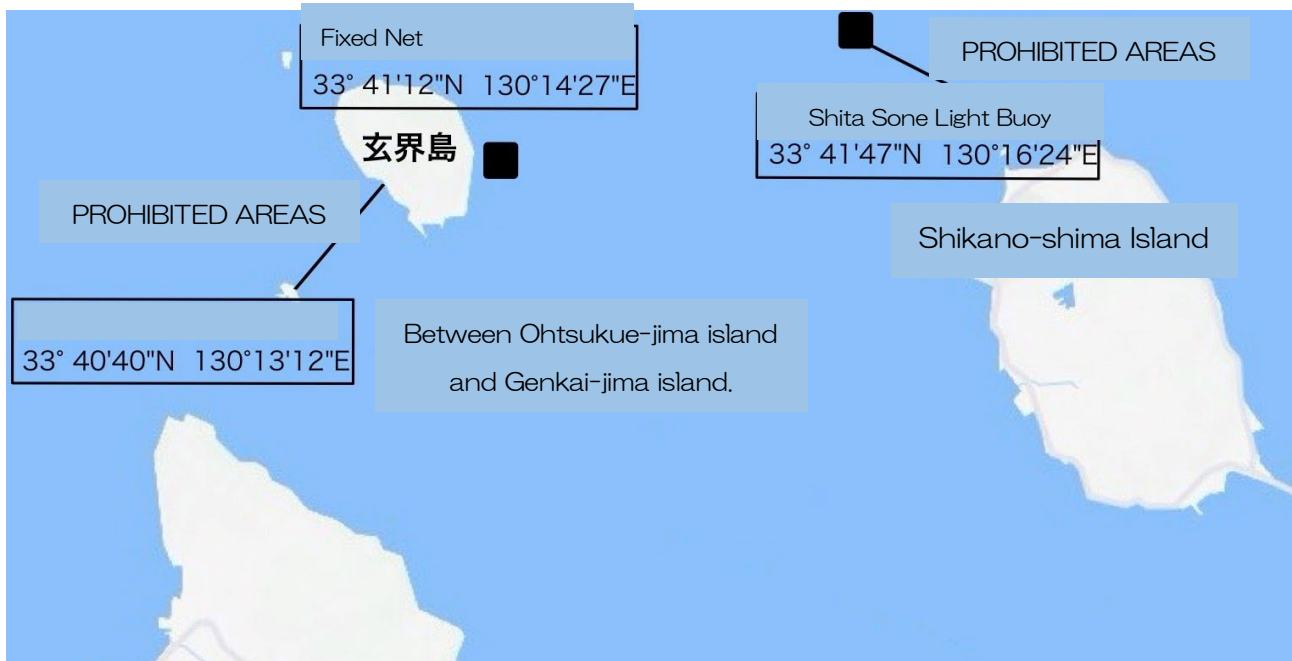 Fixed Net
33° 41'12"N 130°14'27"E
PROHIBITED AREAS
Shita Sone Light Buoy
33° 41'47"N 130°16'24"E
玄界島
PROHIBITED AREAS
Shikano-shima Island
33° 40'40"N 130°13'12"E
Between Ohtsukue-jima island
and Genkai-jima island.